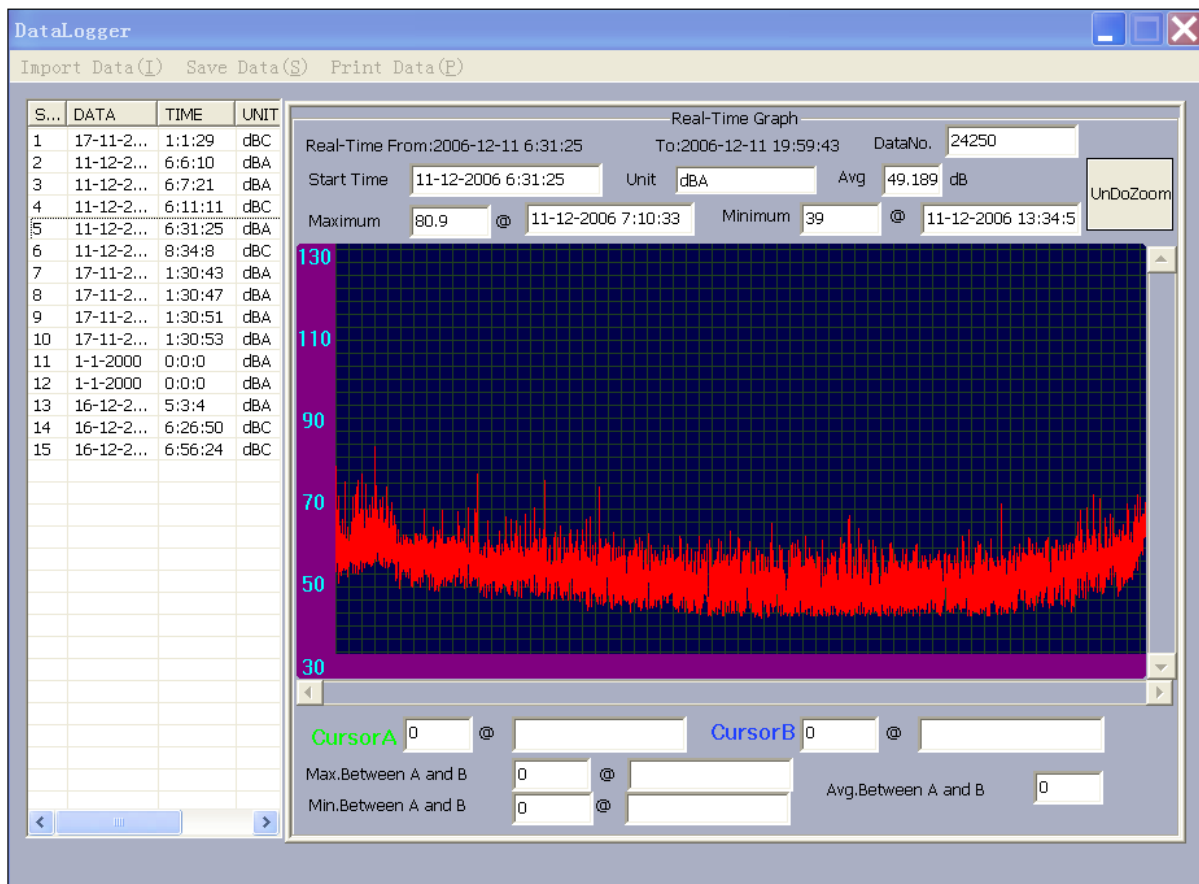 DataLogger
Import Data(I) Save Data(S) Print Data(P)
S... DATA TIME UNIT
1 17-11-2... 1:1:29 dBC
2 11-12-2... 6:6:10 dBA
3 11-12-2... 6:7:21 dBA
4 11-12-2... 6:11:11 dBC
5 11-12-2... 6:31:25 dBA
6 11-12-2... 8:34:8 dBC
7 17-11-2... 1:30:43 dBA
8 17-11-2... 1:30:47 dBA
9 17-11-2... 1:30:51 dBA
10 17-11-2... 1:30:53 dBA
11 1-1-2000 0:0:0 dBA
12 1-1-2000 0:0:0 dBA
13 16-12-2... 5:3:4 dBA
14 16-12-2... 6:26:50 dBC
15 16-12-2... 6:56:24 dBC
Real-Time Graph
Real-Time From:2006-12-11 6:31:25 To:2006-12-11 19:59:43 DataNo. 24250
Start Time 11-12-2006 6:31:25 Unit dBA Avg 49.189 dB
UnDoZoom
Maximum 80.9 @ 11-12-2006 7:10:33 Minimum 39 @ 11-12-2006 13:34:5
130
110
90
70
50
30
CursorA 0 @ CursorB 0 @
Max.Between A and B 0 @
Avg.Between A and B 0
Min.Between A and B 0 @